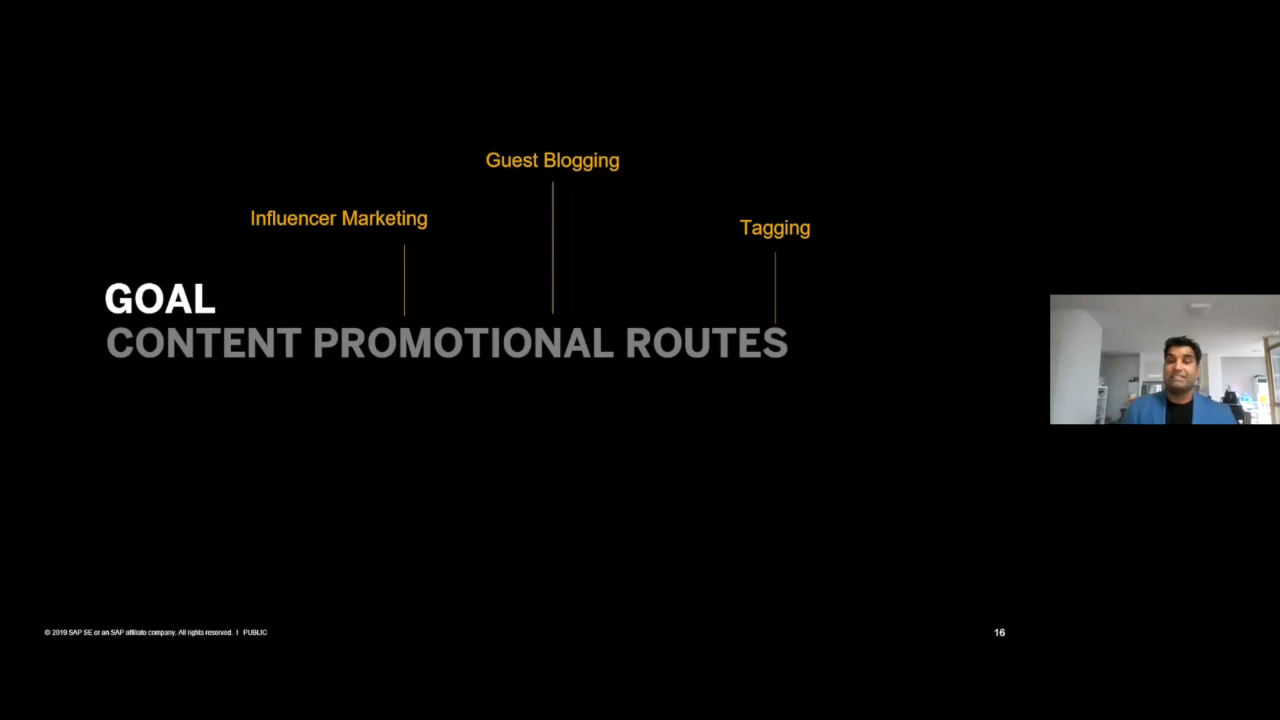 Guest Blogging
Influencer Marketing
Tagging
GOAL
CONTENT PROMOTIONAL ROUTES
© 2019 SAP SE or an SAP affiliate company. All rights reserved. I PUBLIC
16